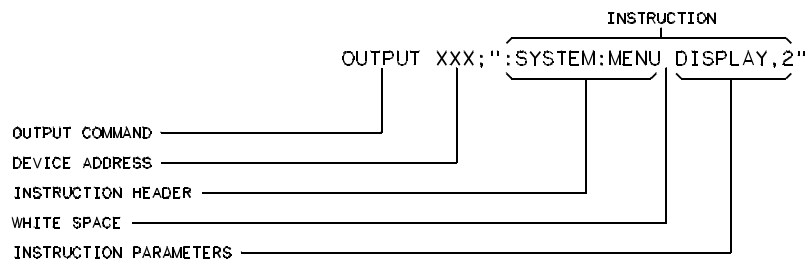 INSTRUCTION
OUTPUT XXX;":SYSTEM:MENU DISPLAY,2"
OUTPUT COMMAND
DEVICE ADDRESS
INSTRUCTION HEADER
WHITE SPACE
INSTRUCTION PARAMETERS